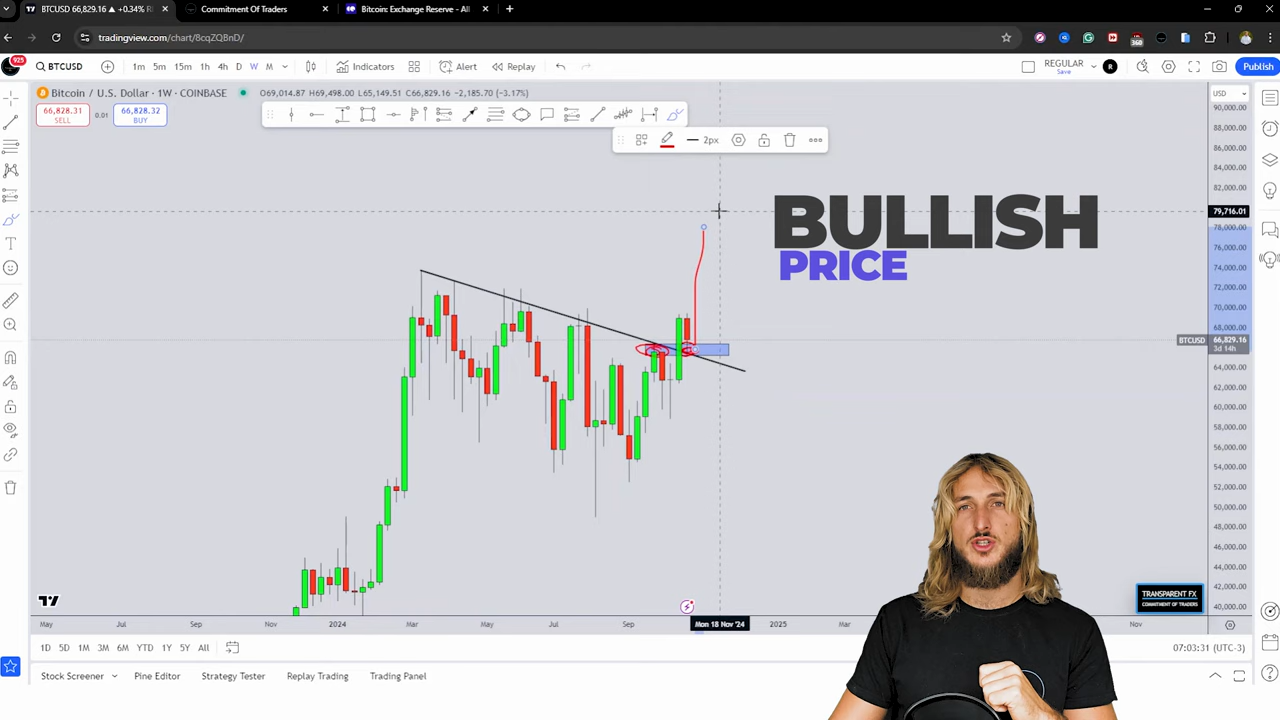 BTCUSD 66,829.16 ▲ +0.34% R
Commitment Of Traders
Bitcoin: Exchange Reserve - All
tradingview.com/chart/8cqZQBnD/
925
BTCUSD
1m 5m 15m 1h 4h D W M
Indicators
Alert
Replay
REGULAR
Save
R
Publish
360
Bitcoin / U.S. Dollar · 1W · COINBASE
O69,014.87 H69,498.00 L65,149.51 C66,829.16 −2,185.70 (−3.17%)
USD
66,828.31
SELL
0.01
66,828.32
BUY
2px
90,000.00
88,000.00
86,000.00
84,000.00
82,000.00
79,716.01
78,000.00
76,000.00
74,000.00
72,000.00
70,000.00
68,000.00
BTCUSD
66,829.16
3d 14h
64,000.00
62,000.00
60,000.00
58,000.00
56,000.00
54,000.00
52,000.00
50,000.00
48,000.00
46,000.00
44,000.00
42,000.00
40,000.00
BULLISH
PRICE
TRANSPARENT FX
COMMITMENT OF TRADERS
May Jul Sep Nov 2024 Mar May Jul Sep Mon 18 Nov '24 2025 Mar Nov
1D 5D 1M 3M 6M YTD 1Y 5Y All
07:03:31 (UTC-3)
Stock Screener Pine Editor Strategy Tester Replay Trading Trading Panel